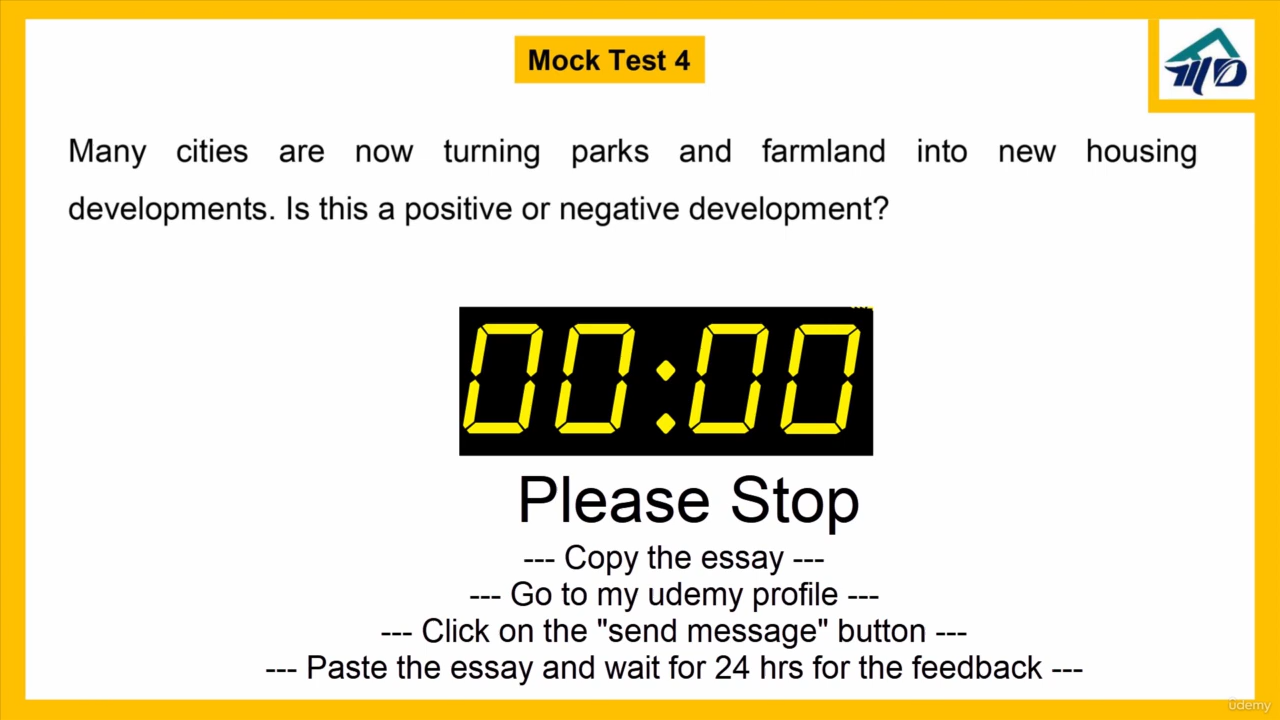 Mock Test 4
Many cities are now turning parks and farmland into new housing
developments. Is this a positive or negative development?
00:00
Please Stop
--- Copy the essay ---
--- Go to my udemy profile ---
--- Click on the "send message" button ---
--- Paste the essay and wait for 24 hrs for the feedback ---
udemy